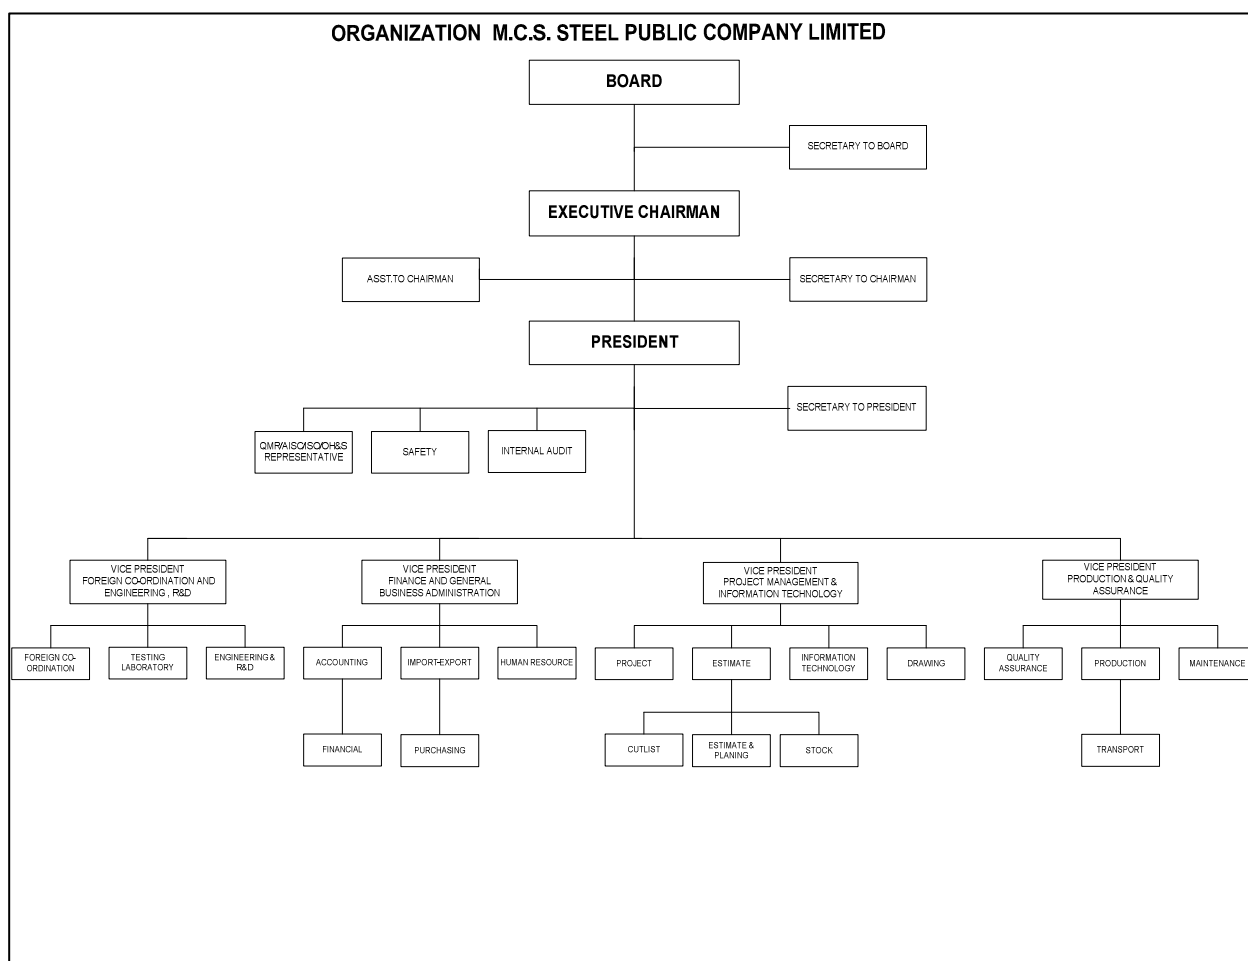 ORGANIZATION M.C.S. STEEL PUBLIC COMPANY LIMITED
BOARD
SECRETARY TO BOARD
EXECUTIVE CHAIRMAN
ASST.TO CHAIRMAN
SECRETARY TO CHAIRMAN
PRESIDENT
SECRETARY TO PRESIDENT
QMR/AISC/ISO/OH&S
REPRESENTATIVE
SAFETY
INTERNAL AUDIT
VICE PRESIDENT
FOREIGN CO-ORDINATION AND
ENGINEERING , R&D
VICE PRESIDENT
FINANCE AND GENERAL
BUSINESS ADMINISTRATION
VICE PRESIDENT
PROJECT MANAGEMENT &
INFORMATION TECHNOLOGY
VICE PRESIDENT
PRODUCTION & QUALITY
ASSURANCE
FOREIGN CO-
ORDINATION
TESTING
LABORATORY
ENGINEERING &
R&D
ACCOUNTING
IMPORT-EXPORT
HUMAN RESOURCE
PROJECT
ESTIMATE
INFORMATION
TECHNOLOGY
DRAWING
QUALITY
ASSURANCE
PRODUCTION
MAINTENANCE
FINANCIAL
PURCHASING
CUTLIST
ESTIMATE &
PLANING
STOCK
TRANSPORT